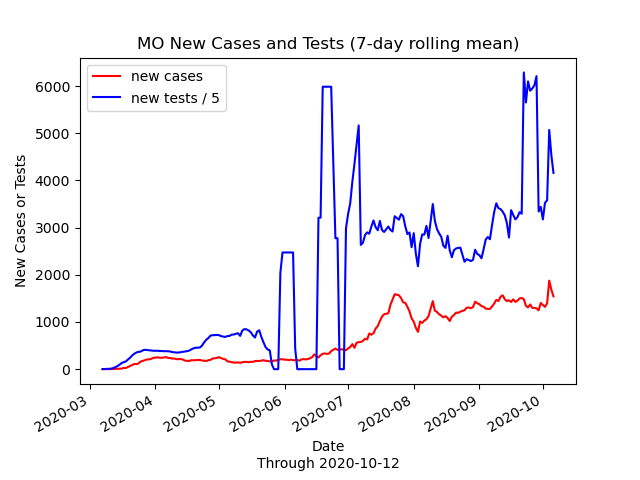 MO New Cases and Tests (7-day rolling mean)
new cases
new tests / 5
New Cases or Tests
6000
5000
4000
3000
2000
1000
0
2020-03
2020-04
2020-05
2020-06
2020-07
2020-08
2020-09
2020-10
Date
Through 2020-10-12